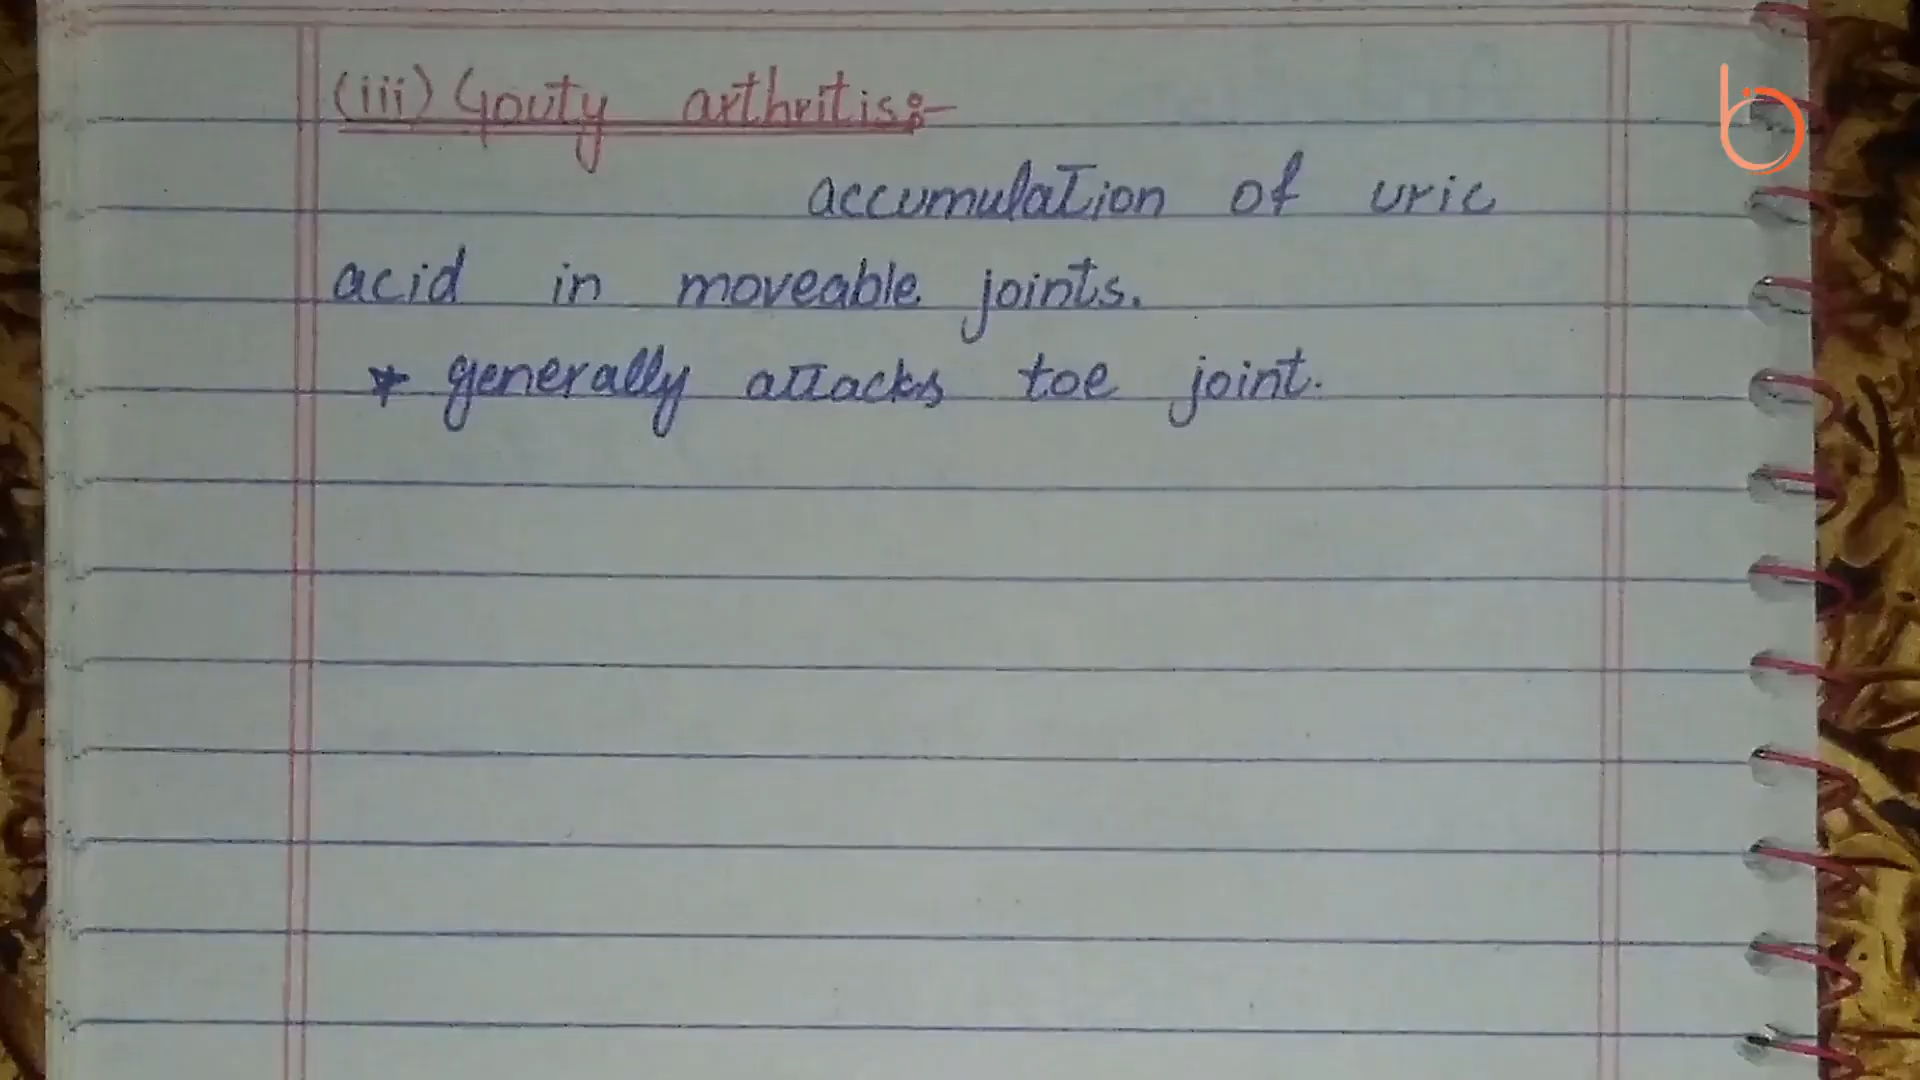 (iii) Gouty arthritis:-
accumulation of uric
acid in moveable joints.
* generally attacks toe joint.